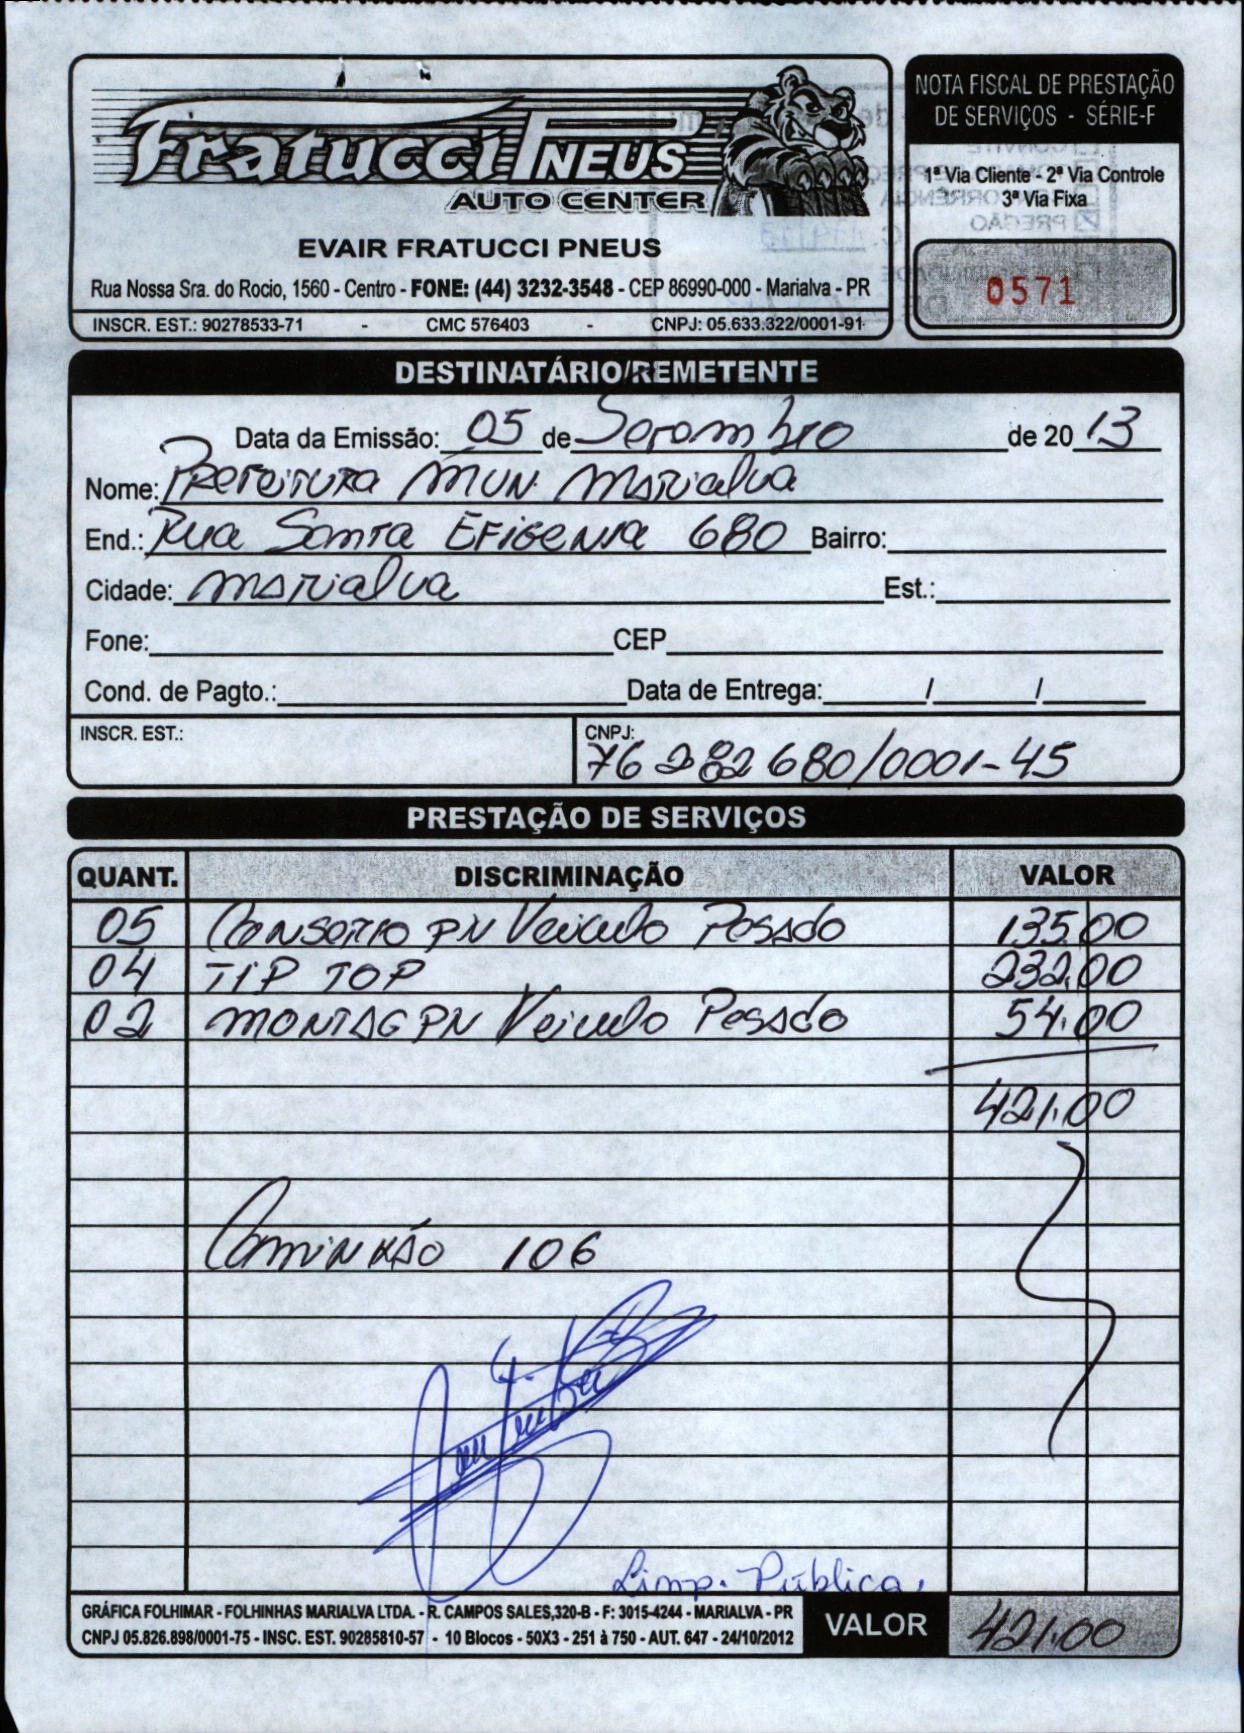 Fratucci PNEUS
AUTO CENTER
EVAIR FRATUCCI PNEUS
Rua Nossa Sra. do Rocio, 1560 - Centro - FONE: (44) 3232-3548 - CEP 86990-000 - Marialva - PR
INSCR. EST.: 90278533-71 - CMC 576403 - CNPJ: 05.633.322/0001-91
NOTA FISCAL DE PRESTAÇÃO
DE SERVIÇOS - SÉRIE-F
1ª Via Cliente - 2ª Via Controle
3ª Via Fixa
PREGÃO
0571
DESTINATÁRIO/REMETENTE
Data da Emissão: 05 de Setembro de 20 13
Nome: Prefeitura Mun. Marialva
End.: Rua Santa Efigenia 680 Bairro:
Cidade: Marialva Est.:
Fone: CEP
Cond. de Pagto.: Data de Entrega: / /
INSCR. EST.: CNPJ: 76 282 680/0001-45
PRESTAÇÃO DE SERVIÇOS
QUANT. DISCRIMINAÇÃO VALOR
05 Conserto PN Veiculo Pesado 135,00
04 TIP TOP 232,00
02 MONTAG PN Veiculo Pesado 54,00
421,00
Caminhão 106
Limp. Pública.
GRÁFICA FOLHIMAR - FOLHINHAS MARIALVA LTDA. - R. CAMPOS SALES,320-B - F: 3015-4244 - MARIALVA - PR
CNPJ 05.826.898/0001-75 - INSC. EST. 90285810-57 - 10 Blocos - 50X3 - 251 à 750 - AUT. 647 - 24/10/2012
VALOR 421,00